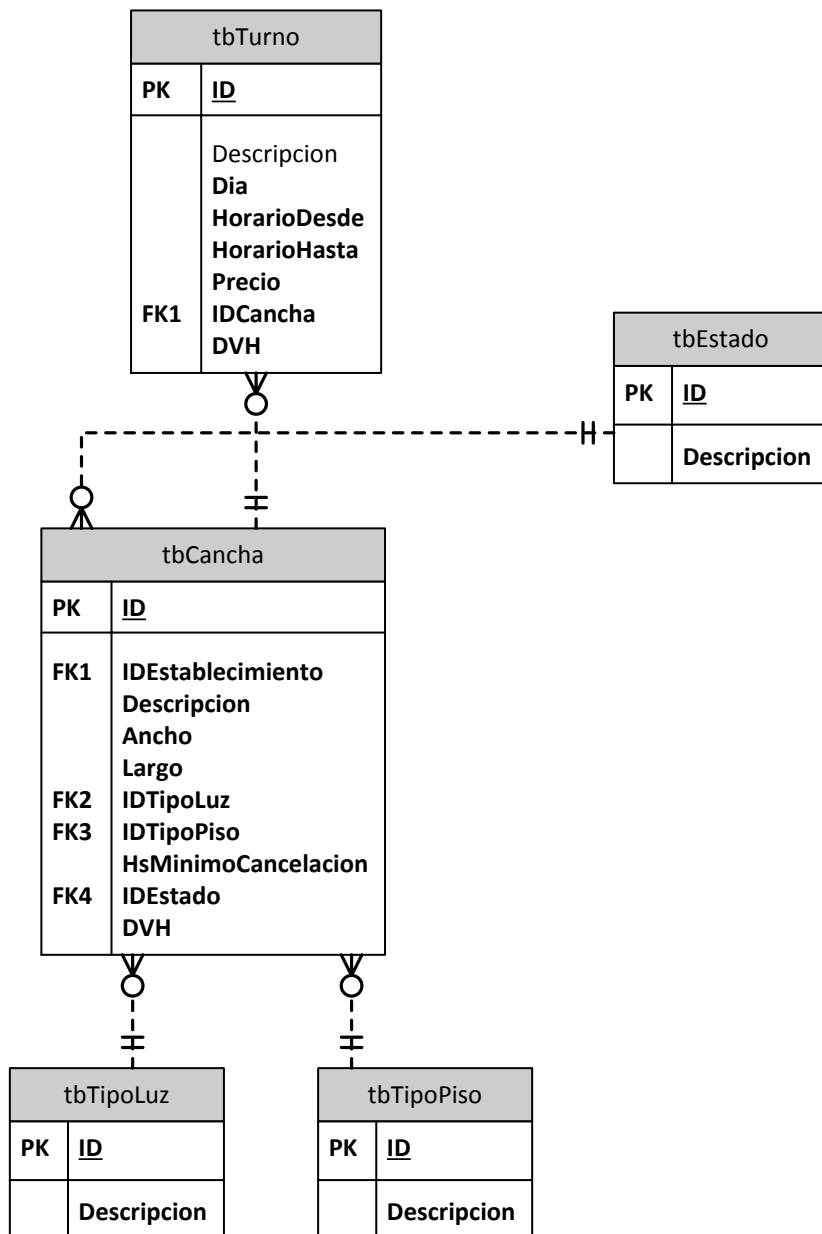 tbTurno
PK ID
Descripcion
Dia
HorarioDesde
HorarioHasta
Precio
FK1 IDCancha
DVH
tbEstado
PK ID
Descripcion
tbCancha
PK ID
FK1 IDEstablecimiento
Descripcion
Ancho
Largo
FK2 IDTipoLuz
FK3 IDTipoPiso
HsMinimoCancelacion
FK4 IDEstado
DVH
tbTipoLuz
PK ID
Descripcion
tbTipoPiso
PK ID
Descripcion